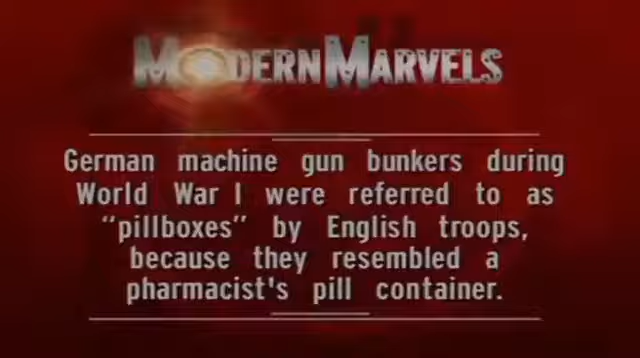 MODERN MARVELS
German machine gun bunkers during
World War I were referred to as
“pillboxes” by English troops,
because they resembled a
pharmacist's pill container.